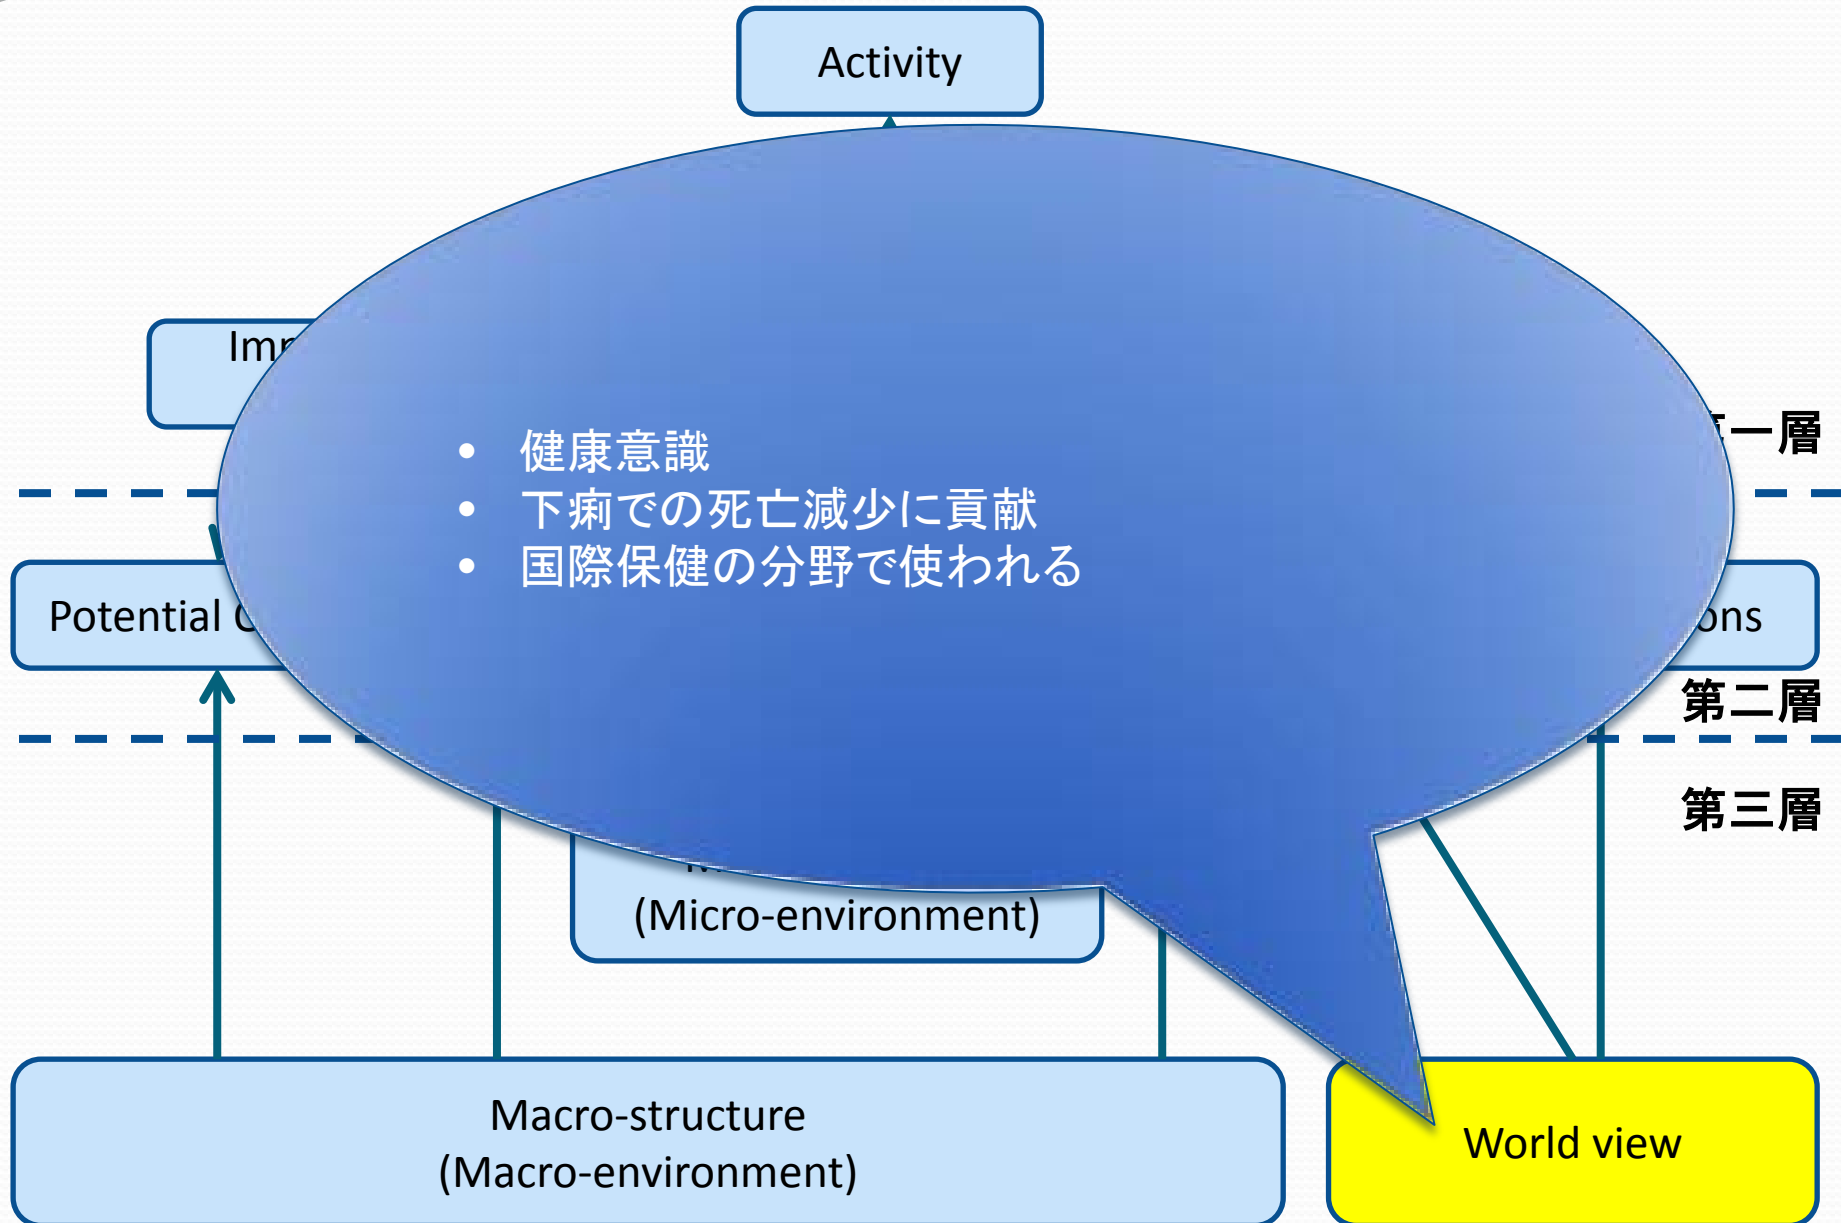 Activity
一層
• 健康意識
• 下痢での死亡減少に貢献
• 国際保健の分野で使われる
Potential
第二層
第三層
(Micro-environment)
Macro-structure
(Macro-environment)
World view